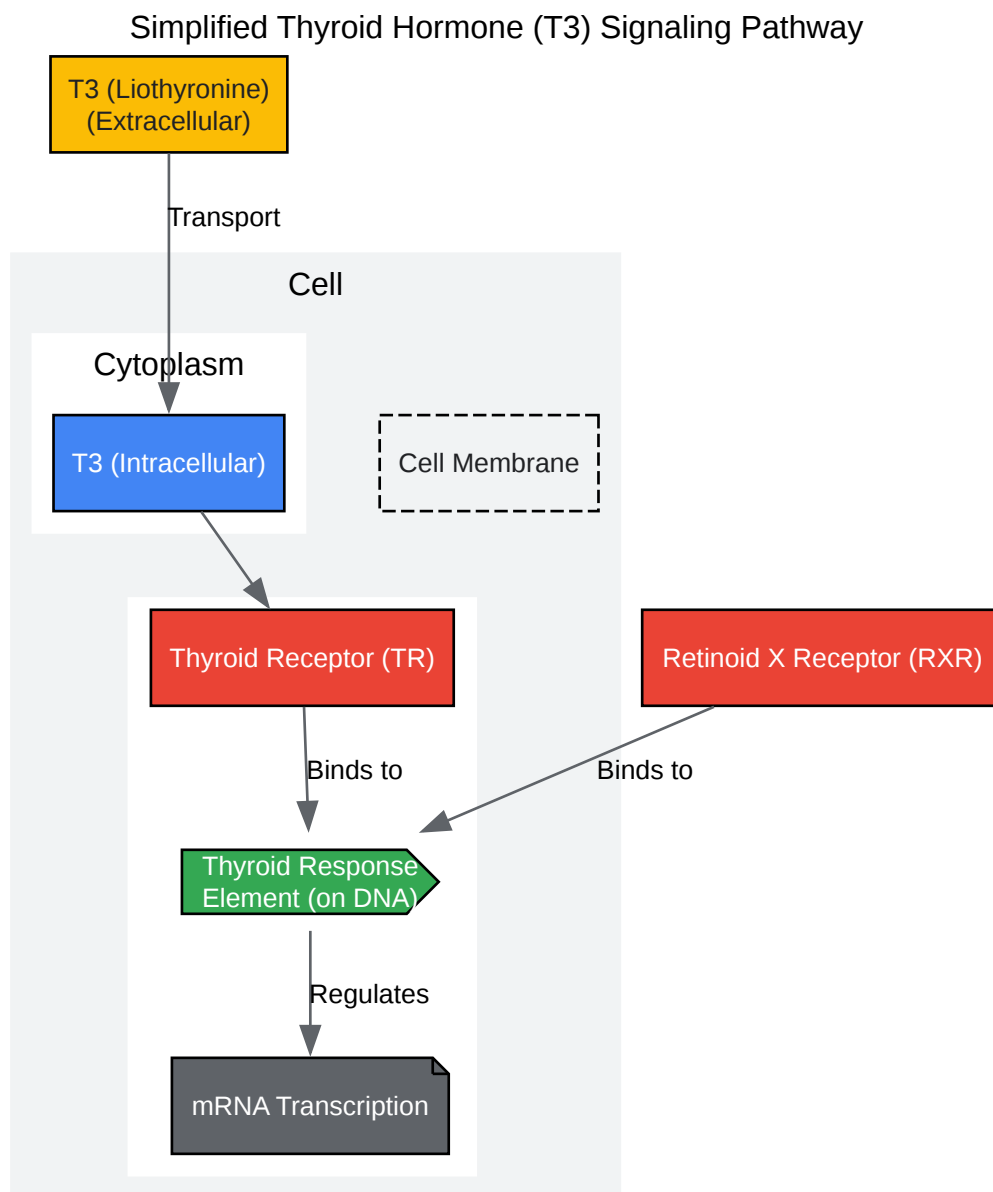 Simplified Thyroid Hormone (T3) Signaling Pathway
T3 (Liothyronine)
(Extracellular)
Transport
Cell
Cytoplasm
T3 (Intracellular)
Cell Membrane
Thyroid Receptor (TR)
Retinoid X Receptor (RXR)
Binds to
Binds to
Thyroid Response
Element (on DNA)
Regulates
mRNA Transcription